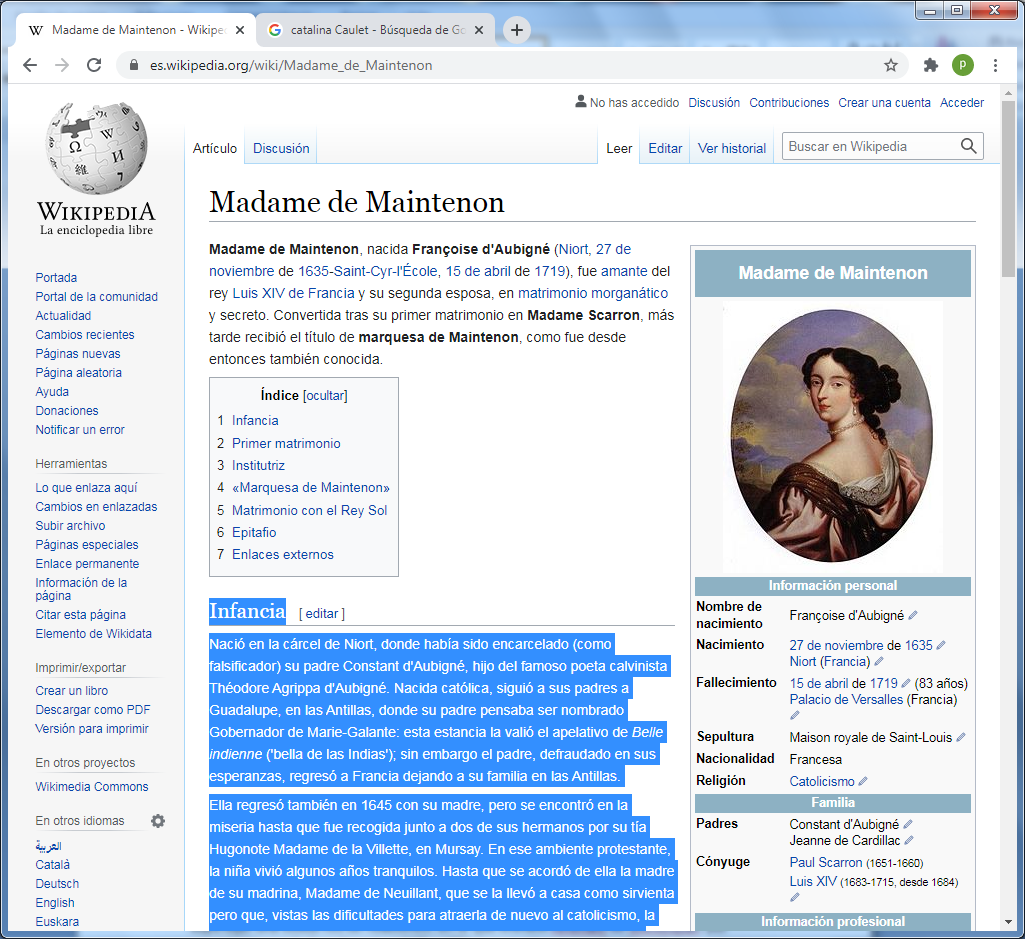 Madame de Maintenon - Wikipe
catalina Caulet - Búsqueda de Go
es.wikipedia.org/wiki/Madame_de_Maintenon
p
No has accedido Discusión Contribuciones Crear una cuenta Acceder
Artículo Discusión Leer Editar Ver historial Buscar en Wikipedia
WIKIPEDIA
La enciclopedia libre
Portada
Portal de la comunidad
Actualidad
Cambios recientes
Páginas nuevas
Página aleatoria
Ayuda
Donaciones
Notificar un error
Herramientas
Lo que enlaza aquí
Cambios en enlazadas
Subir archivo
Páginas especiales
Enlace permanente
Información de la
página
Citar esta página
Elemento de Wikidata
Imprimir/exportar
Crear un libro
Descargar como PDF
Versión para imprimir
En otros proyectos
Wikimedia Commons
En otros idiomas
العربية
Català
Deutsch
English
Euskara
Madame de Maintenon
Madame de Maintenon, nacida Françoise d'Aubigné (Niort, 27 de
noviembre de 1635-Saint-Cyr-l'École, 15 de abril de 1719), fue amante del
rey Luis XIV de Francia y su segunda esposa, en matrimonio morganático
y secreto. Convertida tras su primer matrimonio en Madame Scarron, más
tarde recibió el título de marquesa de Maintenon, como fue desde
entonces también conocida.
Índice [ocultar]
1 Infancia
2 Primer matrimonio
3 Institutriz
4 «Marquesa de Maintenon»
5 Matrimonio con el Rey Sol
6 Epitafio
7 Enlaces externos
Infancia [ editar ]
Nació en la cárcel de Niort, donde había sido encarcelado (como
falsificador) su padre Constant d'Aubigné, hijo del famoso poeta calvinista
Théodore Agrippa d'Aubigné. Nacida católica, siguió a sus padres a
Guadalupe, en las Antillas, donde su padre pensaba ser nombrado
Gobernador de Marie-Galante: esta estancia la valió el apelativo de Belle
indienne ('bella de las Indias'); sin embargo el padre, defraudado en sus
esperanzas, regresó a Francia dejando a su familia en las Antillas.
Ella regresó también en 1645 con su madre, pero se encontró en la
miseria hasta que fue recogida junto a dos de sus hermanos por su tía
Hugonote Madame de la Villette, en Mursay. En ese ambiente protestante,
la niña vivió algunos años tranquilos. Hasta que se acordó de ella la madre
de su madrina, Madame de Neuillant, que se la llevó a casa como sirvienta
pero que, vistas las dificultades para atraerla de nuevo al catolicismo, la
Madame de Maintenon
Información personal
Nombre de
nacimiento Françoise d'Aubigné
Nacimiento 27 de noviembre de 1635
Niort (Francia)
Fallecimiento 15 de abril de 1719 (83 años)
Palacio de Versalles (Francia)
Sepultura Maison royale de Saint-Louis
Nacionalidad Francesa
Religión Catolicismo
Familia
Padres Constant d'Aubigné
Jeanne de Cardillac
Cónyuge Paul Scarron (1651-1660)
Luis XIV (1683-1715, desde 1684)
Información profesional